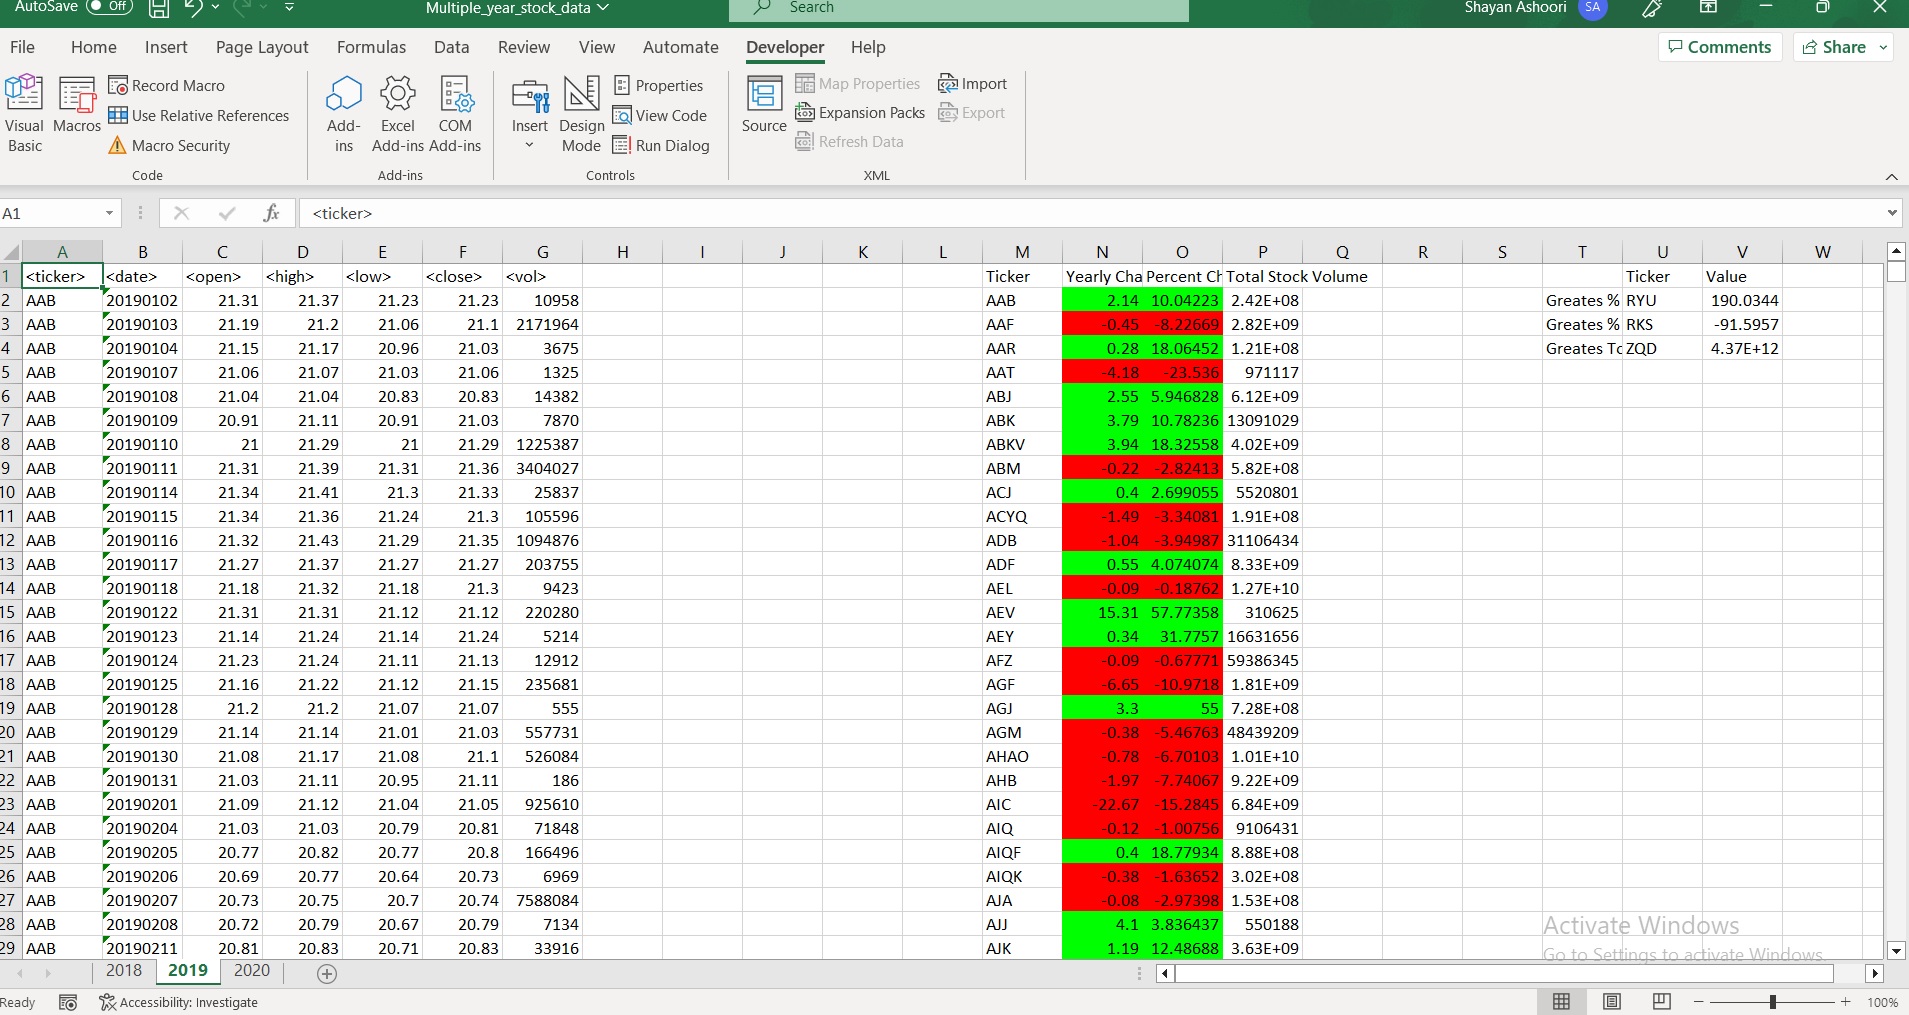 AutoSave Off Multiple_year_stock_data Search Shayan Ashoori SA
File Home Insert Page Layout Formulas Data Review View Automate Developer Help Comments Share
Visual Basic Macros Record Macro Use Relative References Macro Security
Add-ins Excel Add-ins COM Add-ins
Insert Design Mode Properties View Code Run Dialog
Source Map Properties Expansion Packs Refresh Data Import Export
Code Add-ins Controls XML
A1 fx <ticker>
A B C D E F G H I J K L M N O P Q R S T U V W
1 <ticker> <date> <open> <high> <low> <close> <vol> Ticker Yearly Cha Percent Ch Total Stock Volume Ticker Value
2 AAB 20190102 21.31 21.37 21.23 21.23 10958 AAB 2.14 10.04223 2.42E+08 Greates % RYU 190.0344
3 AAB 20190103 21.19 21.2 21.06 21.1 2171964 AAF -0.45 -8.22669 2.82E+09 Greates % RKS -91.5957
4 AAB 20190104 21.15 21.17 20.96 21.03 3675 AAR 0.28 18.06452 1.21E+08 Greates Tc ZQD 4.37E+12
5 AAB 20190107 21.06 21.07 21.03 21.06 1325 AAT -4.18 -23.536 971117
6 AAB 20190108 21.04 21.04 20.83 20.83 14382 ABJ 2.55 5.946828 6.12E+09
7 AAB 20190109 20.91 21.11 20.91 21.03 7870 ABK 3.79 10.78236 13091029
8 AAB 20190110 21 21.29 21 21.29 1225387 ABKV 3.94 18.32558 4.02E+09
9 AAB 20190111 21.31 21.39 21.31 21.36 3404027 ABM -0.22 -2.82413 5.82E+08
10 AAB 20190114 21.34 21.41 21.3 21.33 25837 ACJ 0.4 2.699055 5520801
11 AAB 20190115 21.34 21.36 21.24 21.3 105596 ACYQ -1.49 -3.34081 1.91E+08
12 AAB 20190116 21.32 21.43 21.29 21.35 1094876 ADB -1.04 -3.94987 31106434
13 AAB 20190117 21.27 21.37 21.27 21.27 203755 ADF 0.55 4.074074 8.33E+09
14 AAB 20190118 21.18 21.32 21.18 21.3 9423 AEL -0.09 -0.18762 1.27E+10
15 AAB 20190122 21.31 21.31 21.12 21.12 220280 AEV 15.31 57.77358 310625
16 AAB 20190123 21.14 21.24 21.14 21.24 5214 AEY 0.34 31.7757 16631656
17 AAB 20190124 21.23 21.24 21.11 21.13 12912 AFZ -0.09 -0.67771 59386345
18 AAB 20190125 21.16 21.22 21.12 21.15 235681 AGF -6.65 -10.9718 1.81E+09
19 AAB 20190128 21.2 21.2 21.07 21.07 555 AGJ 3.3 55 7.28E+08
20 AAB 20190129 21.14 21.14 21.01 21.03 557731 AGM -0.38 -5.46763 48439209
21 AAB 20190130 21.08 21.17 21.08 21.1 526084 AHAO -0.78 -6.70103 1.01E+10
22 AAB 20190131 21.03 21.11 20.95 21.11 186 AHB -1.97 -7.74067 9.22E+09
23 AAB 20190201 21.09 21.12 21.04 21.05 925610 AIC -22.67 -15.2845 6.84E+09
24 AAB 20190204 21.03 21.03 20.79 20.81 71848 AIQ -0.12 -1.00756 9106431
25 AAB 20190205 20.77 20.82 20.77 20.8 166496 AIQF 0.4 18.77934 8.88E+08
26 AAB 20190206 20.69 20.77 20.64 20.73 6969 AIQK -0.38 -1.63652 3.02E+08
27 AAB 20190207 20.73 20.75 20.7 20.74 7588084 AJA -0.08 -2.97398 1.53E+08
28 AAB 20190208 20.72 20.79 20.67 20.79 7134 AJJ 4.1 3.836437 550188
29 AAB 20190211 20.81 20.83 20.71 20.83 33916 AJK 1.19 12.48688 3.63E+09
Activate Windows
Go to Settings to activate Windows.
2018 2019 2020
Ready Accessibility: Investigate 100%